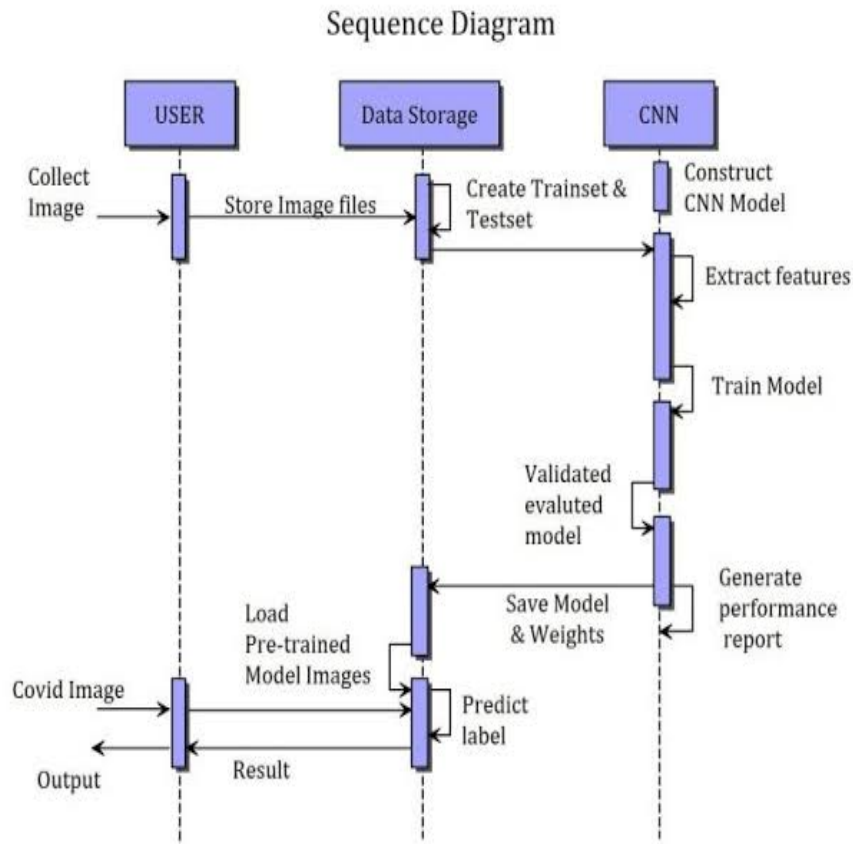 Sequence Diagram
USER
Data Storage
CNN
Collect
Image
Store Image files
Create Trainset &
Testset
Construct
CNN Model
Extract features
Train Model
Validated
evaluted
model
Generate
performance
report
Save Model
& Weights
Load
Pre-trained
Model Images
Covid Image
Predict
label
Output
Result